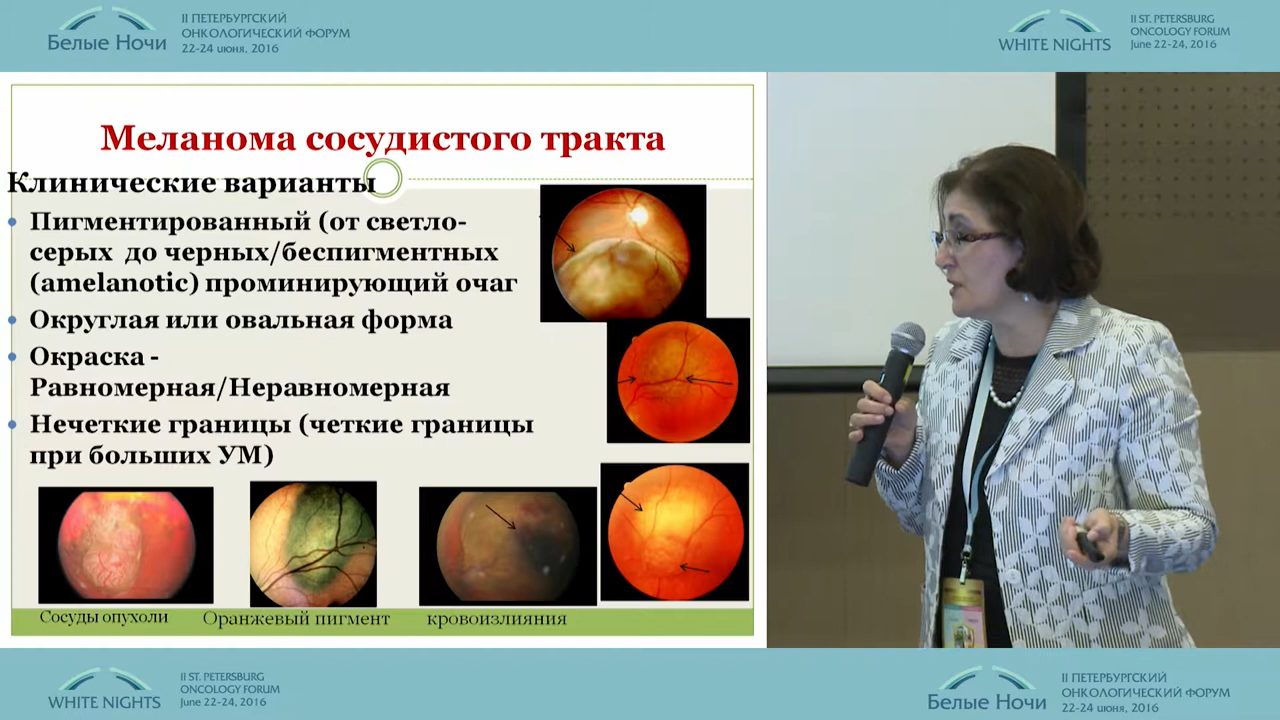 Белые Ночи
II ПЕТЕРБУРГСКИЙ
ОНКОЛОГИЧЕСКИЙ ФОРУМ
22-24 июня, 2016
WHITE NIGHTS
II ST. PETERSBURG
ONCOLOGY FORUM
June 22-24, 2016
Меланома сосудистого тракта
Клинические варианты
• Пигментированный (от светло-
серых до черных/беспигментных
(amelanotic) проминирующий очаг
• Округлая или овальная форма
• Окраска -
Равномерная/Неравномерная
• Нечеткие границы (четкие границы
при больших УМ)
Сосуды опухоли
Оранжевый пигмент
кровоизлияния
WHITE NIGHTS
II ST. PETERSBURG
ONCOLOGY FORUM
June 22-24, 2016
Белые Ночи
II ПЕТЕРБУРГСКИЙ
ОНКОЛОГИЧЕСКИЙ ФОРУМ
22-24 июня, 2016